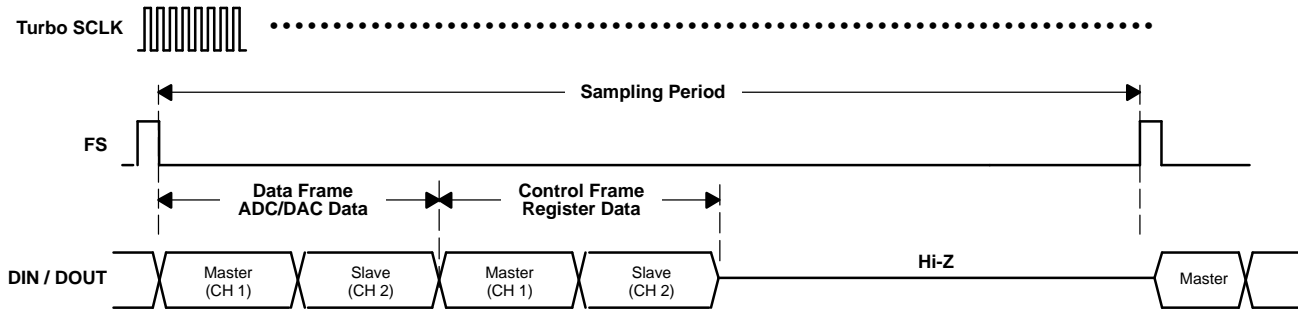 Turbo SCLK
Sampling Period
FS
Data Frame
ADC/DAC Data
Control Frame
Register Data
DIN / DOUT
Master
(CH 1)
Slave
(CH 2)
Master
(CH 1)
Slave
(CH 2)
Hi-Z
Master